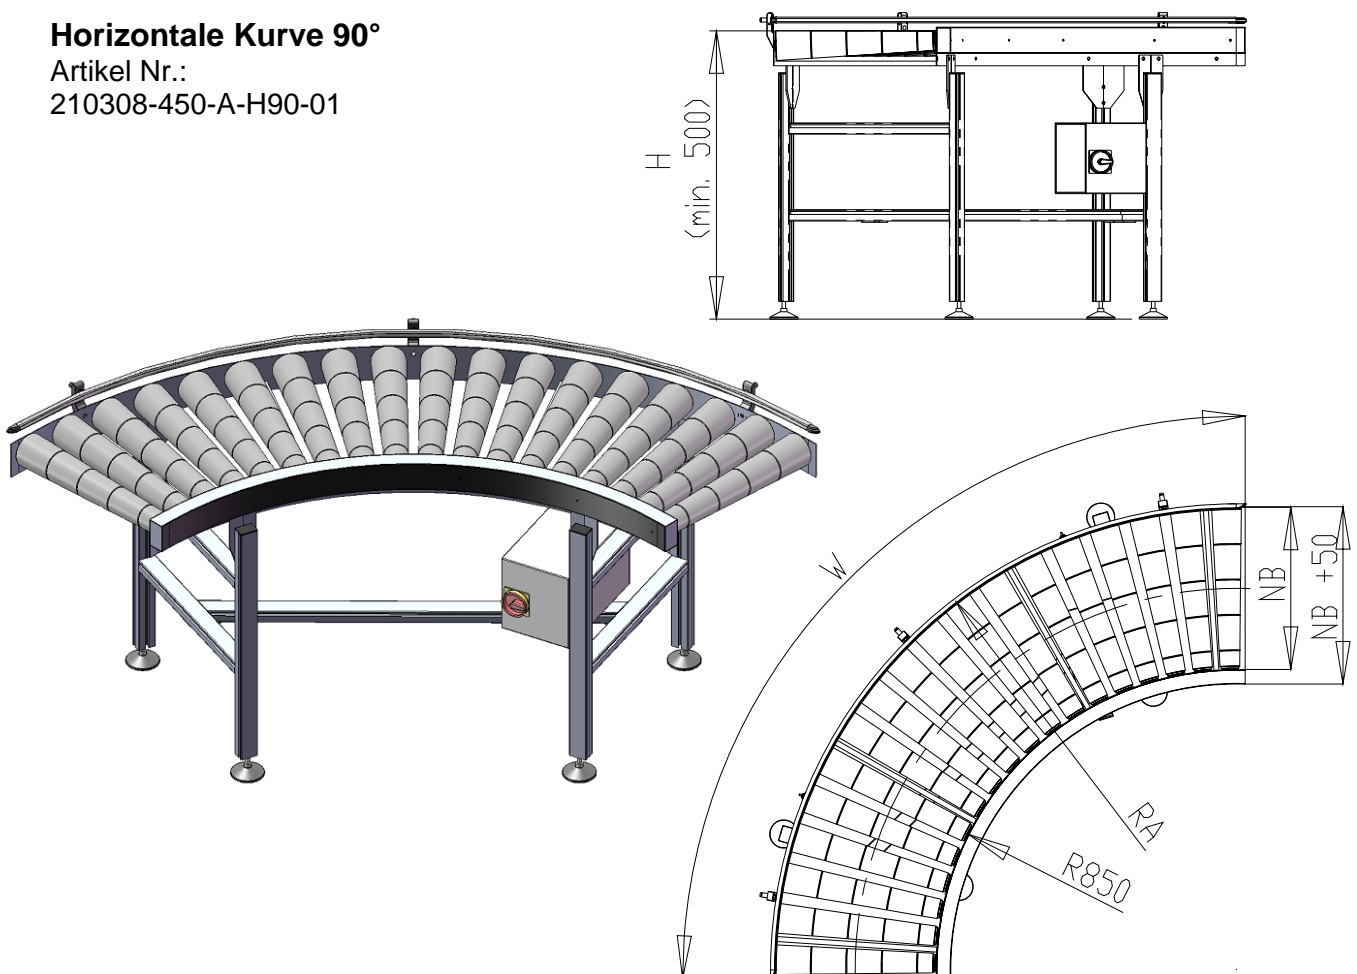 Horizontale Kurve 90°
Artikel Nr.:
210308-450-A-H90-01
H
(min. 500)
W
NB
NB +50
RA
R850